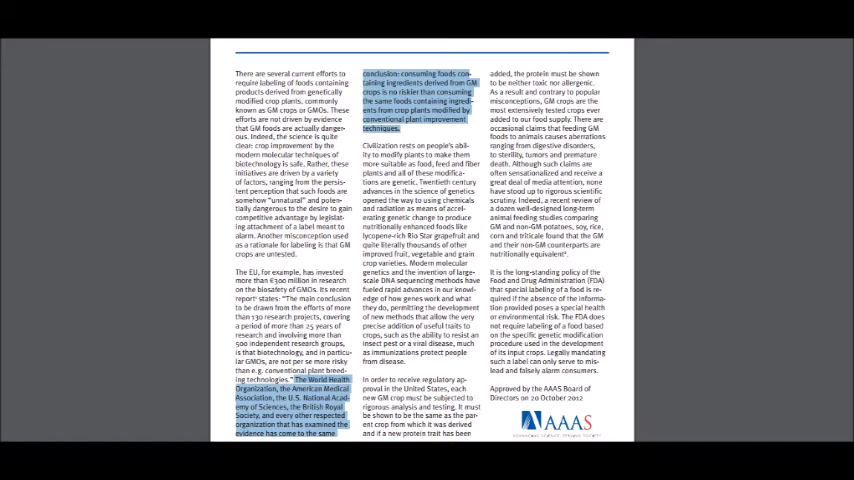 There are several current efforts to
require labeling of foods containing
products derived from genetically
modified crop plants, commonly
known as GM crops or GMOs. These
efforts are not driven by evidence
that GM foods are actually danger-
ous. Indeed, the science is quite
clear: crop improvement by the
modern molecular techniques of
biotechnology is safe. Rather, these
initiatives are driven by a variety
of factors, ranging from the persis-
tent perception that such foods are
somehow “unnatural” and poten-
tially dangerous to the desire to gain
competitive advantage by legislat-
ing attachment of a label meant to
alarm. Another misconception used
as a rationale for labeling is that GM
crops are untested.
The EU, for example, has invested
more than €300 million in research
on the biosafety of GMOs. Its recent
report¹ states: “The main conclusion
to be drawn from the efforts of more
than 130 research projects, covering
a period of more than 25 years of
research and involving more than
500 independent research groups,
is that biotechnology, and in particu-
lar GMOs, are not per se more risky
than e.g. conventional plant breed-
ing technologies.” The World Health
Organization, the American Medical
Association, the U.S. National Acad-
emy of Sciences, the British Royal
Society, and every other respected
organization that has examined the
evidence has come to the same
conclusion: consuming foods con-
taining ingredients derived from GM
crops is no riskier than consuming
the same foods containing ingredi-
ents from crop plants modified by
conventional plant improvement
techniques.
Civilization rests on people’s abil-
ity to modify plants to make them
more suitable as food, feed and fiber
plants and all of these modifica-
tions are genetic. Twentieth century
advances in the science of genetics
opened the way to using chemicals
and radiation as means of accel-
erating genetic change to produce
nutritionally enhanced foods like
lycopene-rich Rio Star grapefruit and
quite literally thousands of other
improved fruit, vegetable and grain
crop varieties. Modern molecular
genetics and the invention of large-
scale DNA sequencing methods have
fueled rapid advances in our knowl-
edge of how genes work and what
they do, permitting the development
of new methods that allow the very
precise addition of useful traits to
crops, such as the ability to resist an
insect pest or a viral disease, much
as immunizations protect people
from disease.
In order to receive regulatory ap-
proval in the United States, each
new GM crop must be subjected to
rigorous analysis and testing. It must
be shown to be the same as the par-
ent crop from which it was derived
and if a new protein trait has been
added, the protein must be shown
to be neither toxic nor allergenic.
As a result and contrary to popular
misconceptions, GM crops are the
most extensively tested crops ever
added to our food supply. There are
occasional claims that feeding GM
foods to animals causes aberrations
ranging from digestive disorders,
to sterility, tumors and premature
death. Although such claims are
often sensationalized and receive a
great deal of media attention, none
have stood up to rigorous scientific
scrutiny. Indeed, a recent review of
a dozen well-designed long-term
animal feeding studies comparing
GM and non-GM potatoes, soy, rice,
corn and triticale found that the GM
and their non-GM counterparts are
nutritionally equivalent².
It is the long-standing policy of the
Food and Drug Administration (FDA)
that special labeling of a food is re-
quired if the absence of the informa-
tion provided poses a special health
or environmental risk. The FDA does
not require labeling of a food based
on the specific genetic modification
procedure used in the development
of its input crops. Legally mandating
such a label can only serve to mis-
lead and falsely alarm consumers.
Approved by the AAAS Board of
Directors on 20 October 2012
AAAS
ADVANCING SCIENCE, SERVING SOCIETY